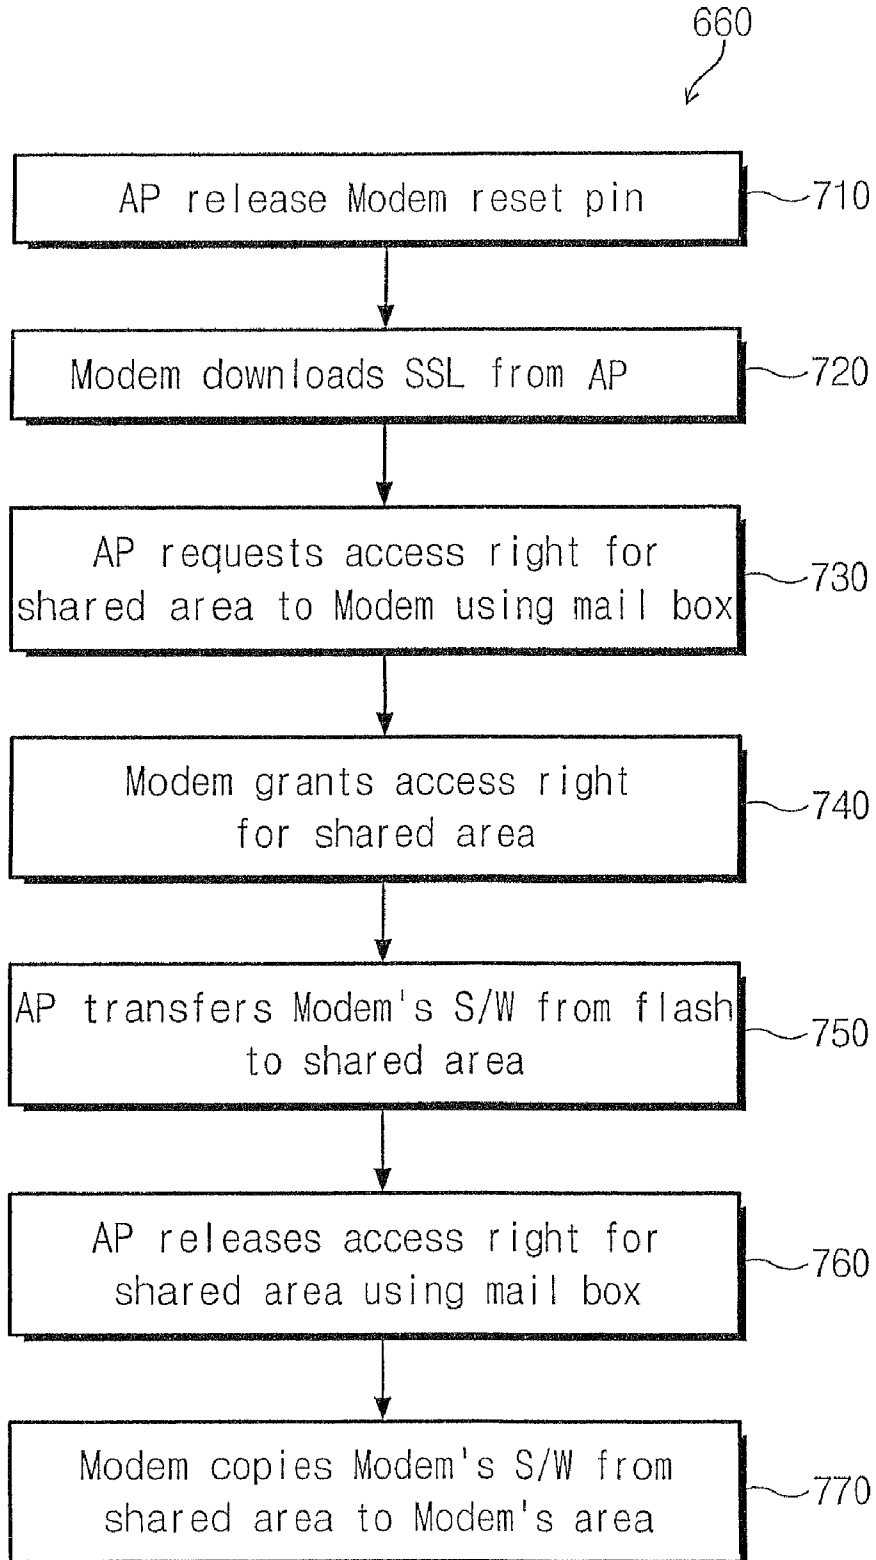 660
AP release Modem reset pin
710
Modem downloads SSL from AP
720
AP requests access right for
shared area to Modem using mail box
730
Modem grants access right
for shared area
740
AP transfers Modem's S/W from flash
to shared area
750
AP releases access right for
shared area using mail box
760
Modem copies Modem's S/W from
shared area to Modem's area
770